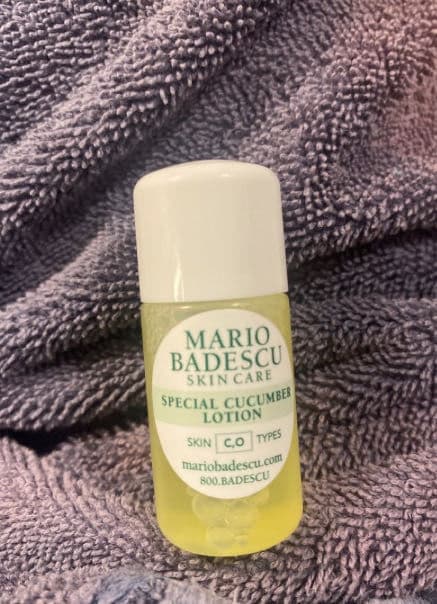 MARIO
BADESCU
SKIN CARE
SPECIAL CUCUMBER
LOTION
SKIN C,O TYPES
mariobadescu.com
800.BADESCU